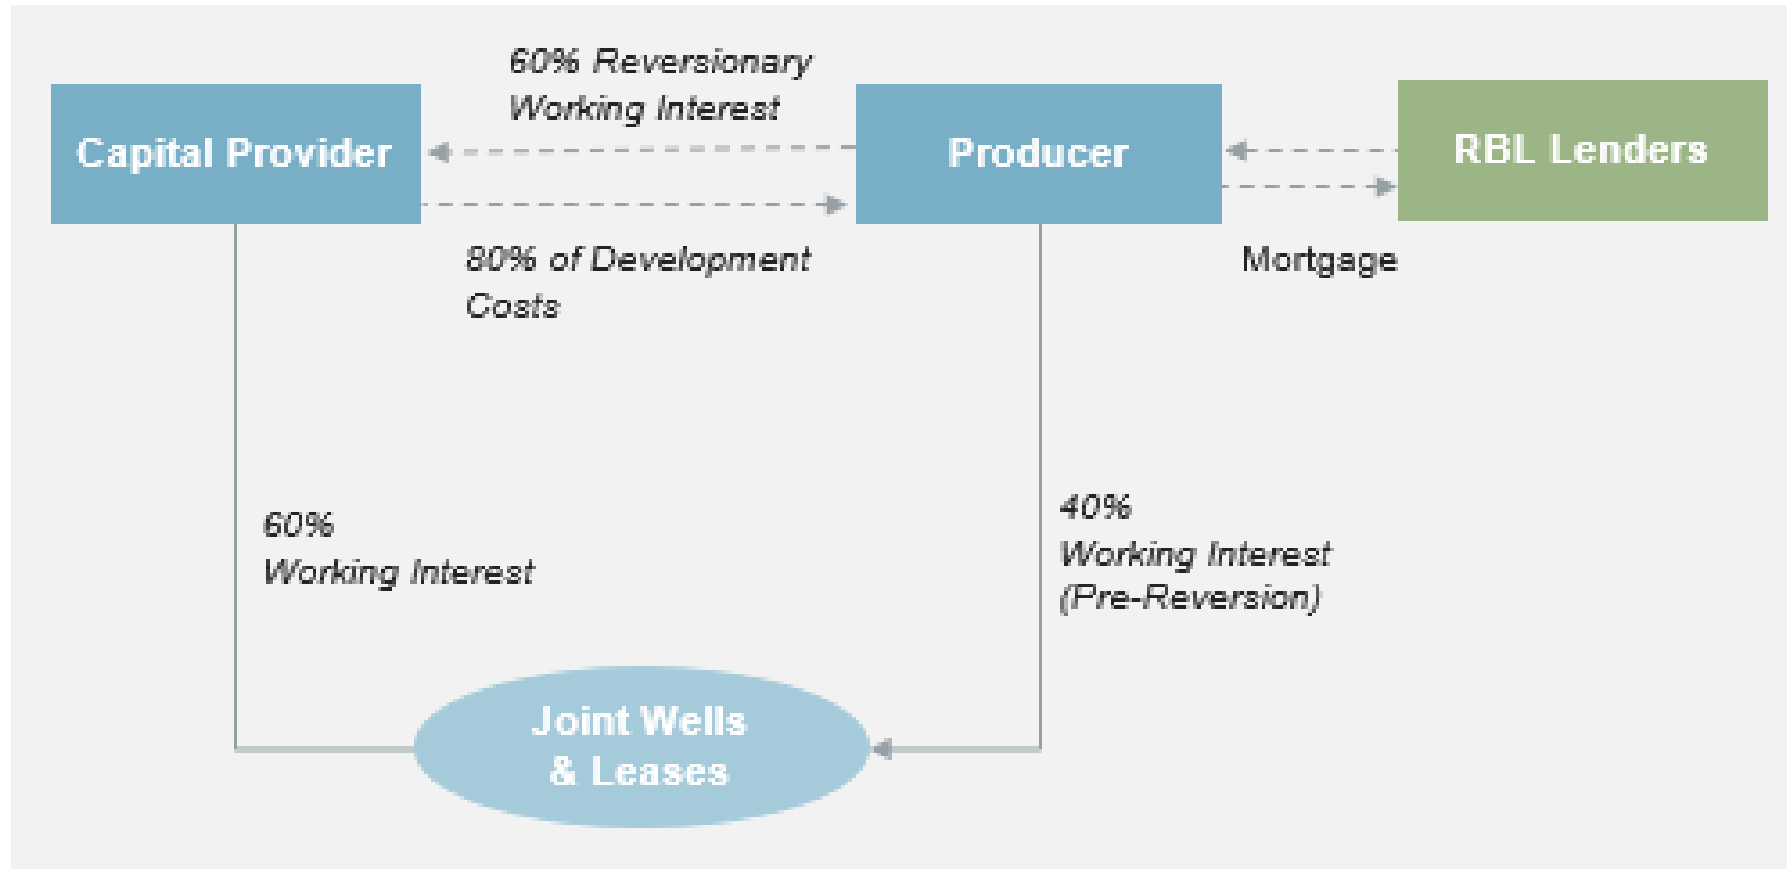 60% Reversionary
Working Interest
Capital Provider
Producer
RBL Lenders
80% of Development
Costs
Mortgage
60%
Working Interest
40%
Working Interest
(Pre-Reversion)
Joint Wells
& Leases